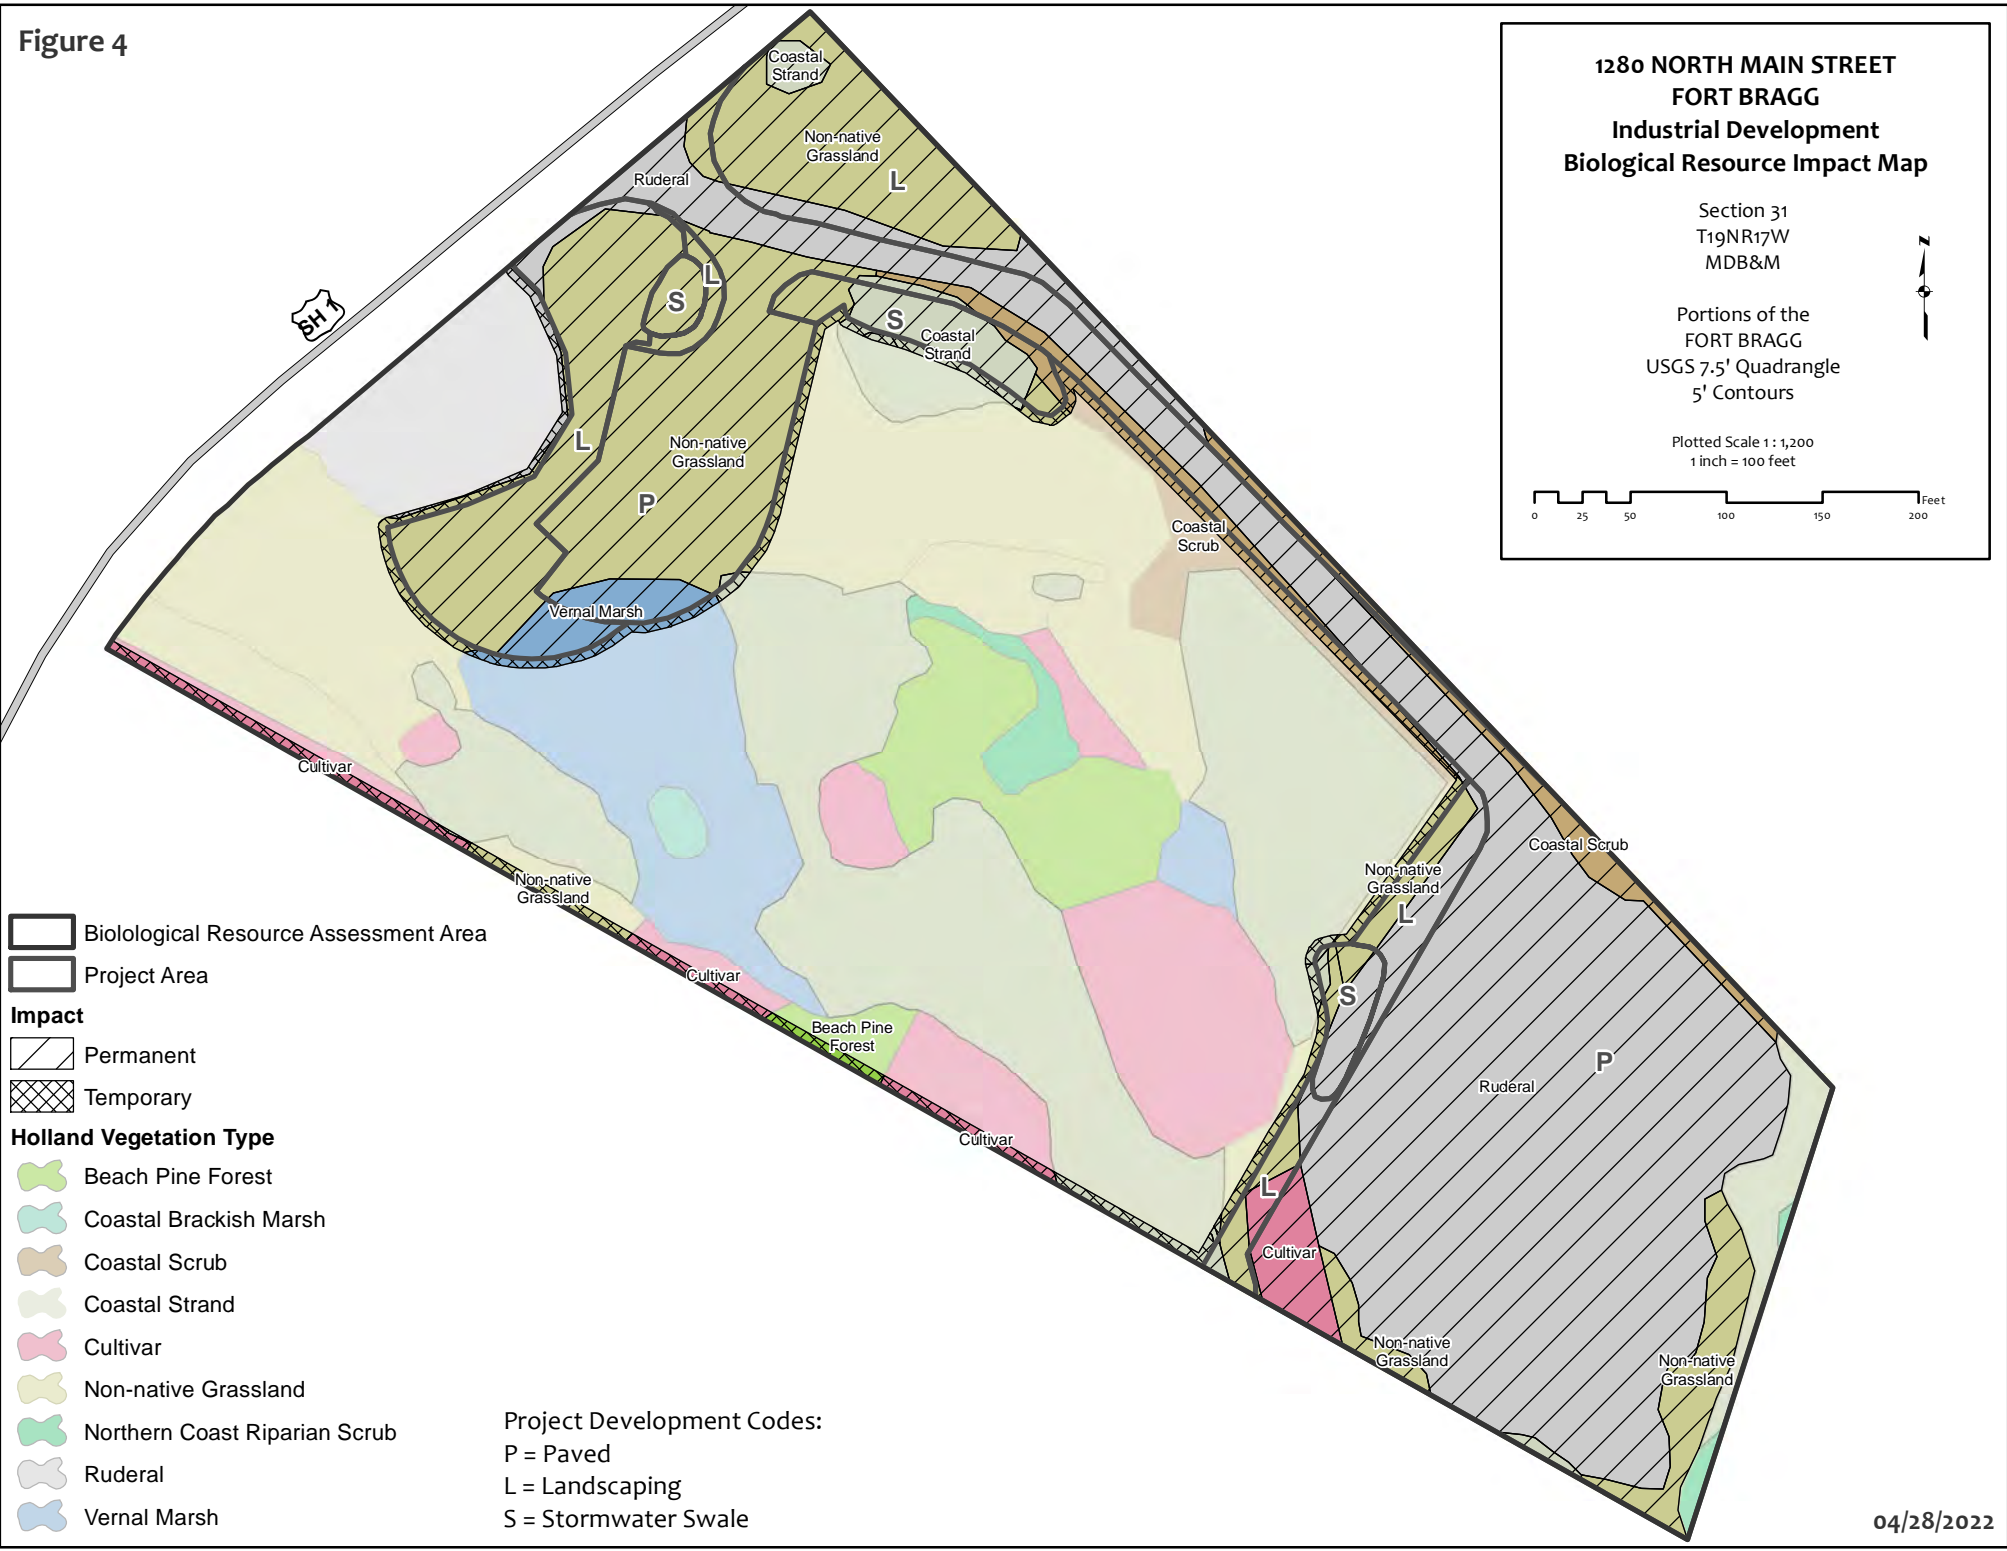 Figure 4
1280 NORTH MAIN STREET
FORT BRAGG
Industrial Development
Biological Resource Impact Map
Section 31
T19NR17W
MDB&M
Portions of the
FORT BRAGG
USGS 7.5' Quadrangle
5' Contours
Plotted Scale 1 : 1,200
1 inch = 100 feet
Feet
0 25 50 100 150 200
N
SH 1
Coastal
Strand
Non-native
Grassland
L
Ruderal
L
S
S
Coastal
Strand
L
Non-native
Grassland
P
Coastal
Scrub
Vernal Marsh
Cultivar
Coastal Scrub
Non-native
Grassland
L
Non-native
Grassland
Cultivar
S
Beach Pine
Forest
P
Ruderal
Cultivar
L
Cultivar
Non-native
Grassland
Non-native
Grassland
Biolological Resource Assessment Area
Project Area
Impact
Permanent
Temporary
Holland Vegetation Type
Beach Pine Forest
Coastal Brackish Marsh
Coastal Scrub
Coastal Strand
Cultivar
Non-native Grassland
Northern Coast Riparian Scrub
Ruderal
Vernal Marsh
Project Development Codes:
P = Paved
L = Landscaping
S = Stormwater Swale
04/28/2022